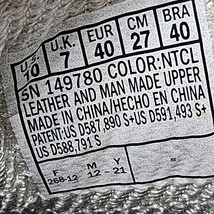 U.S. U.K. EUR CM BRA
10 7 40 27 40
SN 149780 COLOR:NTCL
LEATHER AND MAN MADE UPPER
MADE IN CHINA/HECHO EN CHINA/
PATENT:US D587,890 S+US D591,493 S+
US D588,791 S
F M Y
268-12 12 -21